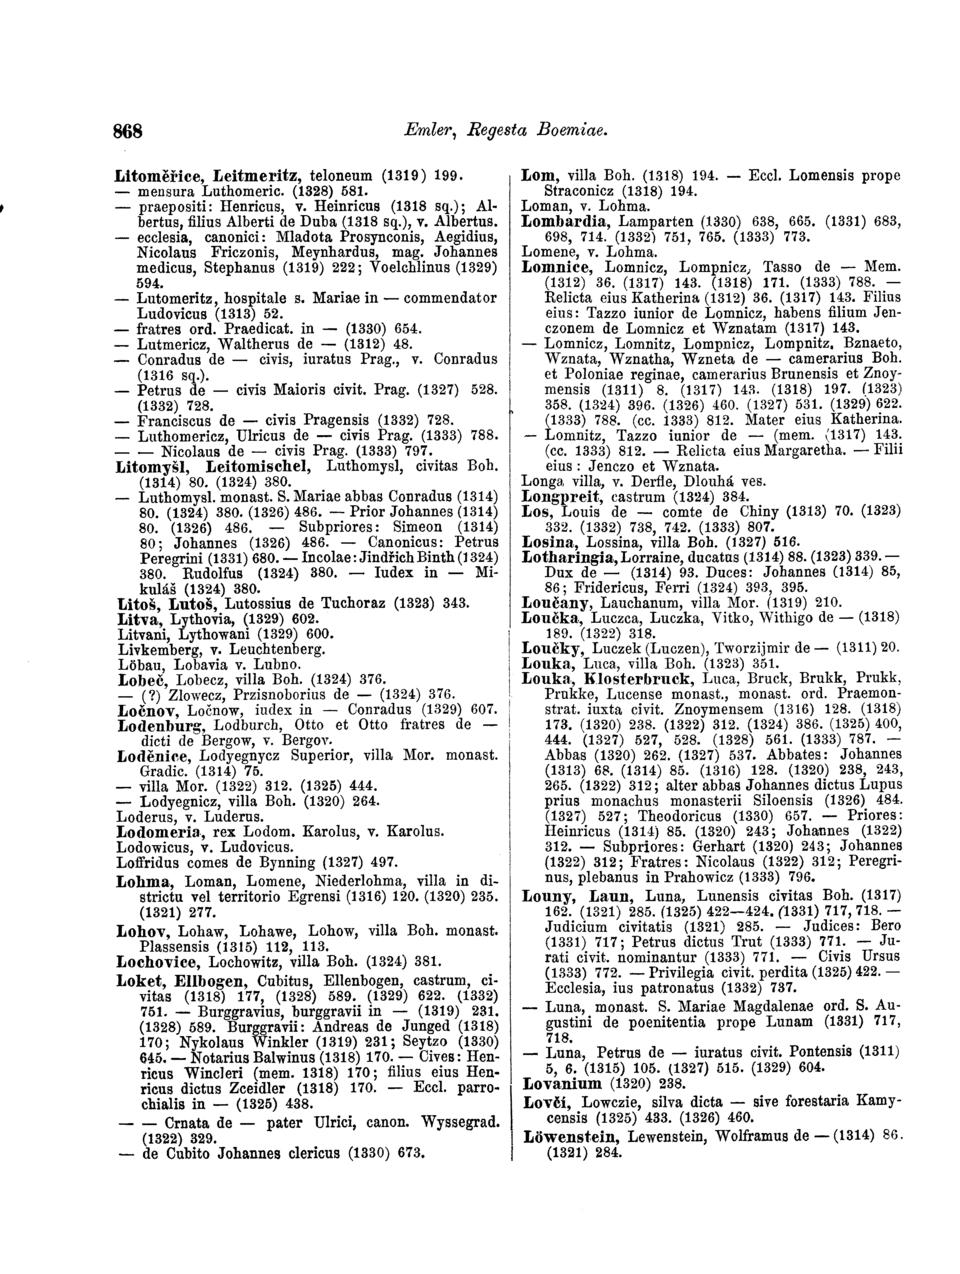 868
Emler, Regesta Boemiae.
Litoměřice, Leitmeritz, teloneum (1319) 199.
— mensura Luthomeric. (1328) 581.
— praepositi: Henricus, v. Heinricus (1318 sq.); Al-
bertus, filius Alberti de Duba (1318 sq.), v. Albertus.
— ecclesia, canonici: Mladota Prosynconis, Aegidius,
Nicolaus Friczonis, Meynhardus, mag. Johannes
medicus, Stephanus (1319) 222; Voelchlinus (1329)
594.
— Lutomeritz, hospitale s. Mariae in — commendator
Ludovicus (1313) 52.
— fratres ord. Praedicat. in — (1330) 654.
— Lutmericz, Waltherus de — (1312) 48.
— Conradus de — civis, iuratus Prag., v. Conradus
(1316 sq.).
— Petrus de — civis Maioris civit. Prag. (1327) 528.
(1332) 728.
— Franciscus de — civis Pragensis (1332) 728.
— Luthomericz, Ulricus de — civis Prag. (1333) 788.
— — Nicolaus de — civis Prag. (1333) 797.
Litomyšl, Leitomischel, Luthomysl, civitas Boh.
(1314) 80. (1324) 380.
— Luthomysl. monast. S. Mariae abbas Conradus (1314)
80. (1324) 380. (1326) 486. — Prior Johannes (1314)
80. (1326) 486. — Subpriores: Simeon (1314)
80; Johannes (1326) 486. — Canonicus: Petrus
Peregrini (1331) 680. — Incolae: Jindřich Binth (1324)
380. Rudolfus (1324) 380. — Iudex in — Mi-
kuláš (1324) 380.
Litoš, Lutoš, Lutossius de Tuchoraz (1323) 343.
Litva, Lythovia, (1329) 602.
Litvani, Lythowani (1329) 600.
Livkemberg, v. Leuchtenberg.
Löbau, Lobavia v. Lubno.
Lobeč, Lobecz, villa Boh. (1324) 376.
— (?) Zlowecz, Przisnoborius de — (1324) 376.
Ločnov, Ločnow, iudex in — Conradus (1329) 607.
Lodenburg, Lodburch, Otto et Otto fratres de —
dicti de Bergow, v. Bergov.
Loděnice, Lodyegnycz Superior, villa Mor. monast.
Gradic. (1314) 75.
— villa Mor. (1322) 312. (1325) 444.
— Lodyegnicz, villa Boh. (1320) 264.
Loderus, v. Luderus.
Lodomeria, rex Lodom. Karolus, v. Karolus.
Lodowicus, v. Ludovicus.
Loffridus comes de Bynning (1327) 497.
Lohma, Loman, Lomene, Niederlohma, villa in di-
strictu vel territorio Egrensi (1316) 120. (1320) 235.
(1321) 277.
Lohov, Lohaw, Lohawe, Lohow, villa Boh. monast.
Plassensis (1315) 112, 113.
Lochovice, Lochowitz, villa Boh. (1324) 381.
Loket, Ellbogen, Cubitus, Ellenbogen, castrum, ci-
vitas (1318) 177, (1328) 589. (1329) 622. (1332)
751. — Burggravius, burggravii in — (1319) 231.
(1328) 589. Burggravii: Andreas de Junged (1318)
170; Nykolaus Winkler (1319) 231; Seytzo (1330)
645. — Notarius Balwinus (1318) 170. — Cives: Hen-
ricus Wincleri (mem. 1318) 170; filius eius Hen-
ricus dictus Zceidler (1318) 170. — Eccl. parro-
chialis in — (1325) 438.
— — Crnata de — pater Ulrici, canon. Wyssegrad.
(1322) 329.
— de Cubito Johannes clericus (1330) 673.
Lom, villa Boh. (1318) 194. — Eccl. Lomensis prope
Straconicz (1318) 194.
Loman, v. Lohma.
Lombardia, Lamparten (1330) 638, 665. (1331) 683,
698, 714. (1332) 751, 765. (1333) 773.
Lomene, v. Lohma.
Lomnice, Lomnicz, Lompnicz, Tasso de — Mem.
(1312) 36. (1317) 143. (1318) 171. (1333) 788. —
Relicta eius Katherina (1312) 36. (1317) 143. Filius
eius: Tazzo iunior de Lomnicz, habens filium Jen-
czonem de Lomnicz et Wznatam (1317) 143.
— Lomnicz, Lomnitz, Lompnicz, Lompnitz, Bznaeto,
Wznata, Wznatha, Wzneta de — camerarius Boh.
et Poloniae reginae, camerarius Brunensis et Znoy-
mensis (1311) 8. (1317) 143. (1318) 197. (1323)
358. (1324) 396. (1326) 460. (1327) 531. (1329) 622.
(1333) 788. (cc. 1333) 812. Mater eius Katherina.
— Lomnitz, Tazzo iunior de — (mem. (1317) 143.
(cc. 1333) 812. — Relicta eius Margaretha. — Filii
eius: Jenczo et Wznata.
Longa villa, v. Derfle, Dlouhá ves.
Longpreit, castrum (1324) 384.
Los, Louis de — comte de Chiny (1313) 70. (1323)
332. (1332) 738, 742. (1333) 807.
Losina, Lossina, villa Boh. (1327) 516.
Lotharingia, Lorraine, ducatus (1314) 88. (1323) 339. —
Dux de — (1314) 93. Duces: Johannes (1314) 85,
86; Fridericus, Ferri (1324) 393, 395.
Loučany, Lauchanum, villa Mor. (1319) 210.
Loučka, Luczca, Luczka, Vitko, Withigo de — (1318)
189. (1322) 318.
Loučky, Luczek (Luczen), Tworzijmir de — (1311) 20.
Louka, Luca, villa Boh. (1323) 351.
Louka, Klosterbruck, Luca, Bruck, Brukk, Prukk,
Prukke, Lucense monast., monast. ord. Praemon-
strat. iuxta civit. Znoymensem (1316) 128. (1318)
173. (1320) 238. (1322) 312. (1324) 386. (1325) 400,
444. (1327) 527, 528. (1328) 561. (1333) 787. —
Abbas (1320) 262. (1327) 537. Abbates: Johannes
(1313) 68. (1314) 85. (1316) 128. (1320) 238, 243,
265. (1322) 312; alter abbas Johannes dictus Lupus
prius monachus monasterii Siloensis (1326) 484.
(1327) 527; Theodoricus (1330) 657. — Priores:
Heinricus (1314) 85. (1320) 243; Johannes (1322)
312. — Subpriores: Gerhart (1320) 243; Johannes
(1322) 312; Fratres: Nicolaus (1322) 312; Peregri-
nus, plebanus in Prahowicz (1333) 796.
Louny, Laun, Luna, Lunensis civitas Boh. (1317)
162. (1321) 285. (1325) 422—424. (1331) 717, 718. —
Judicium civitatis (1321) 285. — Judices: Bero
(1331) 717; Petrus dictus Trut (1333) 771. — Ju-
rati civit. nominantur (1333) 771. — Civis Ursus
(1333) 772. — Privilegia civit. perdita (1325) 422. —
Ecclesia, ius patronatus (1332) 737.
— Luna, monast. S. Mariae Magdalenae ord. S. Au-
gustini de poenitentia prope Lunam (1331) 717,
718.
— Luna, Petrus de — iuratus civit. Pontensis (1311)
5, 6. (1315) 105. (1327) 515. (1329) 604.
Lovanium (1320) 238.
Lovčí, Lowczie, silva dicta — sive forestaria Kamy-
censis (1325) 433. (1326) 460.
Löwenstein, Lewenstein, Wolframus de — (1314) 86.
(1321) 284.